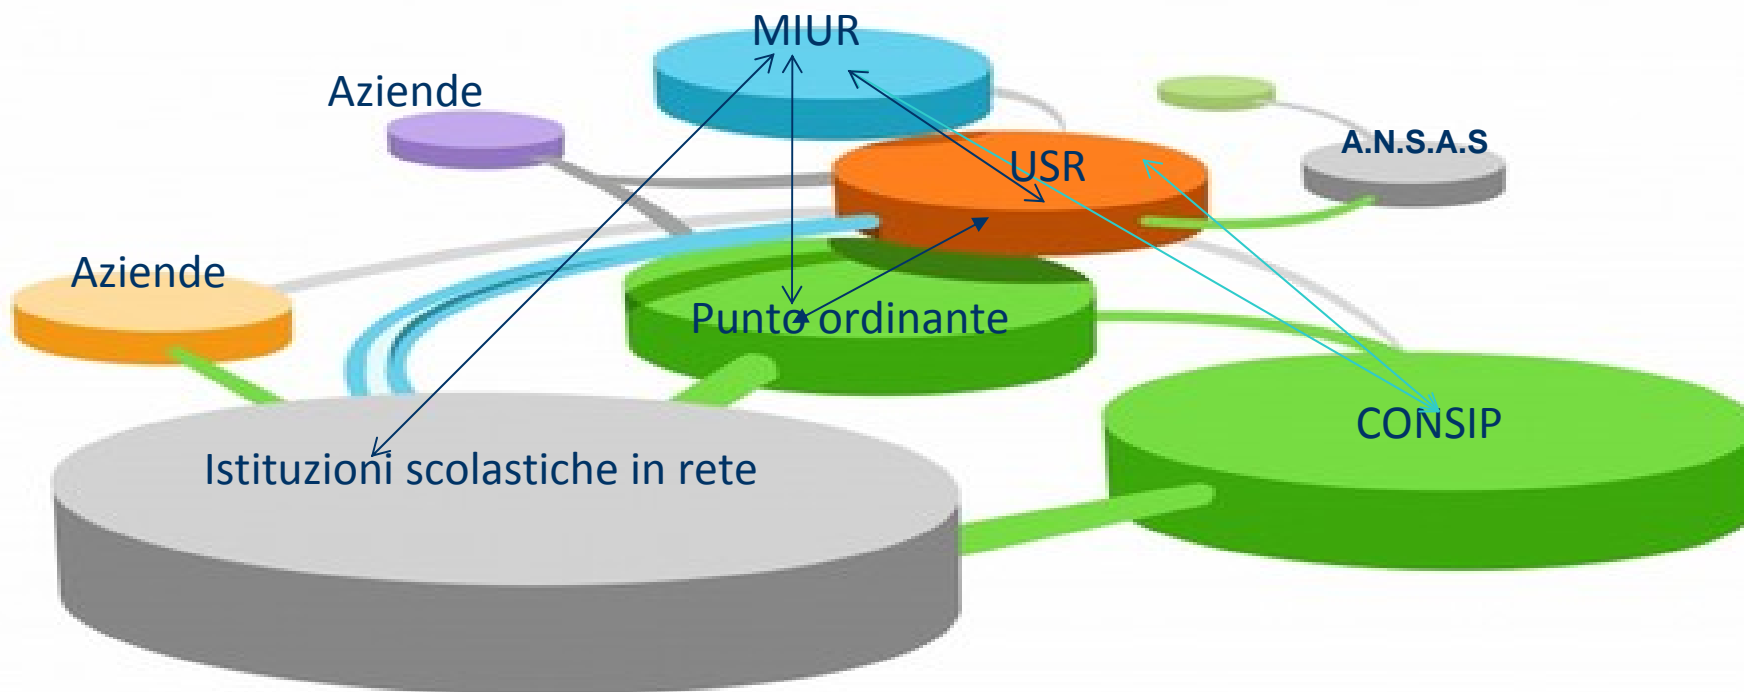 MIUR
Aziende
A.N.S.A.S
USR
Aziende
Punto ordinante
CONSIP
Istituzioni scolastiche in rete